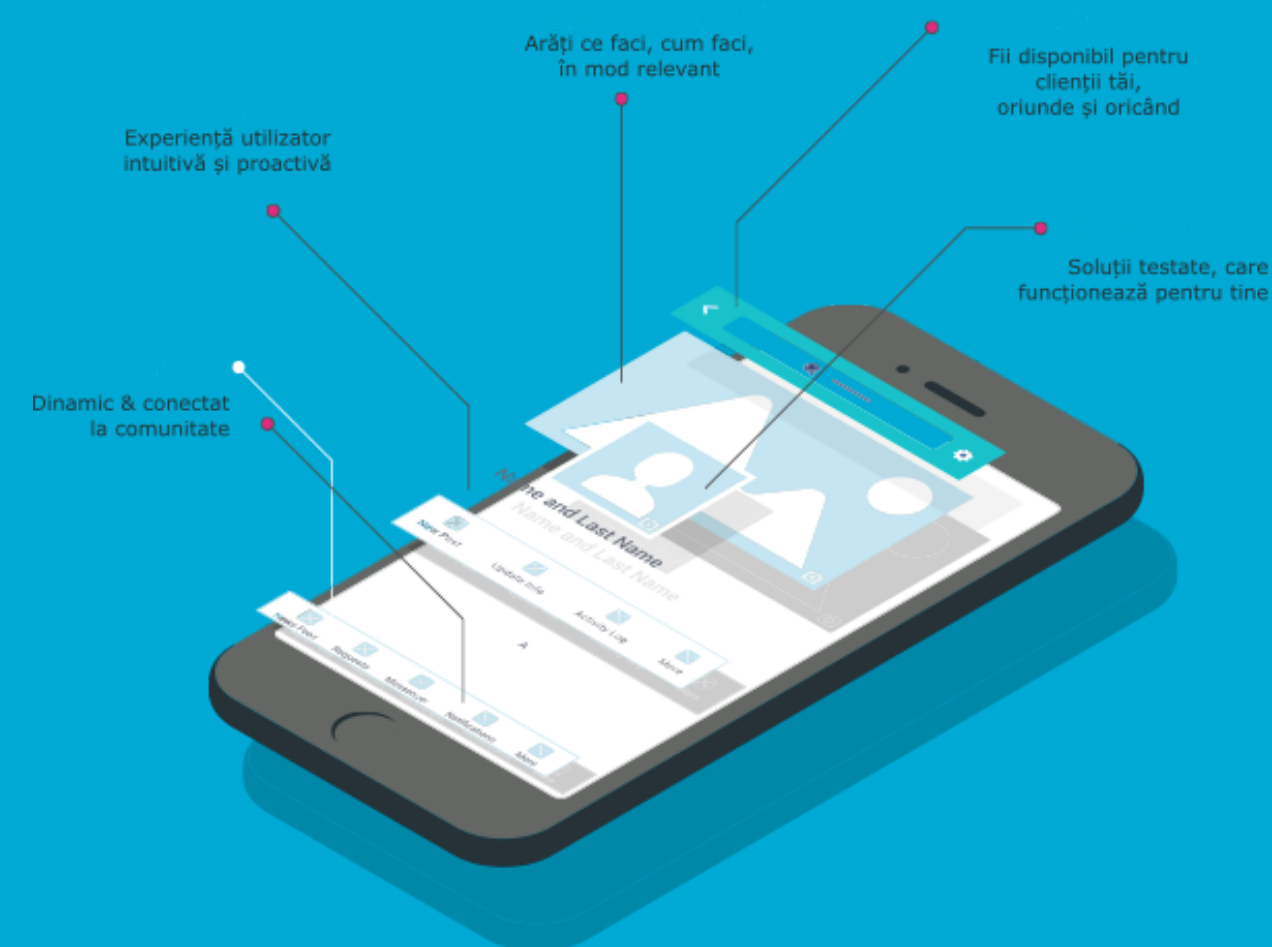 Arăți ce faci, cum faci,
în mod relevant
Fii disponibil pentru
clienții tăi,
oriunde și oricând
Experiență utilizator
intuitivă și proactivă
Soluții testate, care
funcționează pentru tine
Dinamic & conectat
la comunitate
Name and Last Name
Name and Last Name
New Post
Update Info
Activity Log
More
A
News Feed
Requests
Messenger
Notifications
More